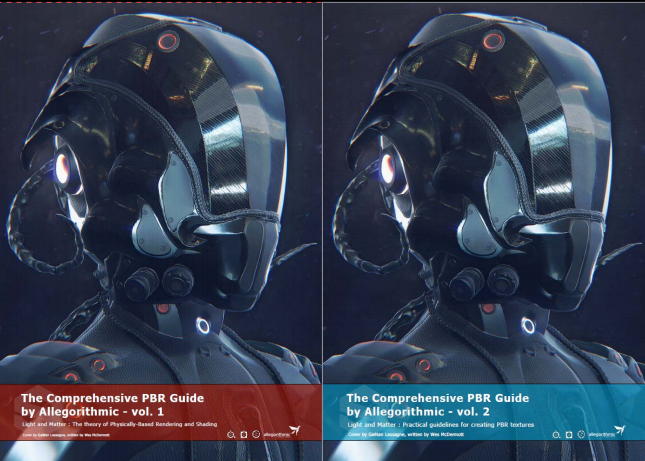 The Comprehensive PBR Guide
by Allegorithmic - vol. 1
Light and Matter : The theory of Physically-Based Rendering and Shading
Cover by Gaëtan Lassagne, written by Wes McDermott
allegorithmic
The Comprehensive PBR Guide
by Allegorithmic - vol. 2
Light and Matter : Practical guidelines for creating PBR textures
Cover by Gaëtan Lassagne, written by Wes McDermott
allegorithmic